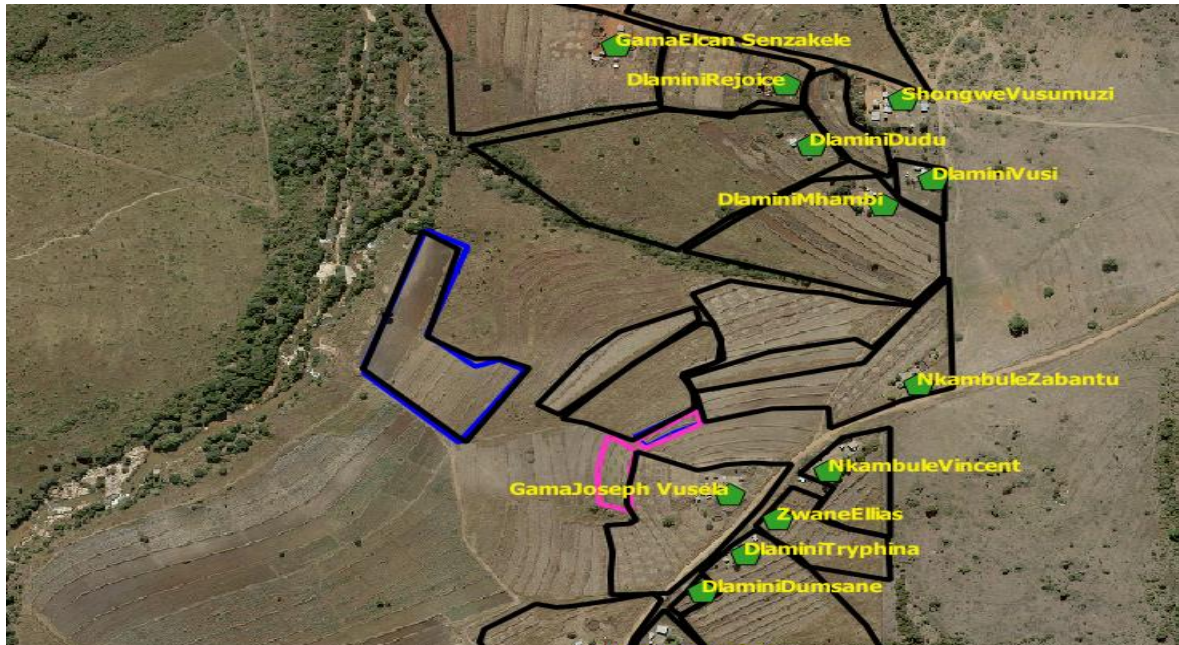 GamaElcan Senzakele
DlaminiRejoice
ShongweVusumuzi
DlaminiDudu
DlaminiVusi
DlaminiMhambi
NkambuleZabantu
NkambuleVincent
GamaJoseph Vusela
ZwaneEllias
DlaminiTryphina
DlaminiDumsane